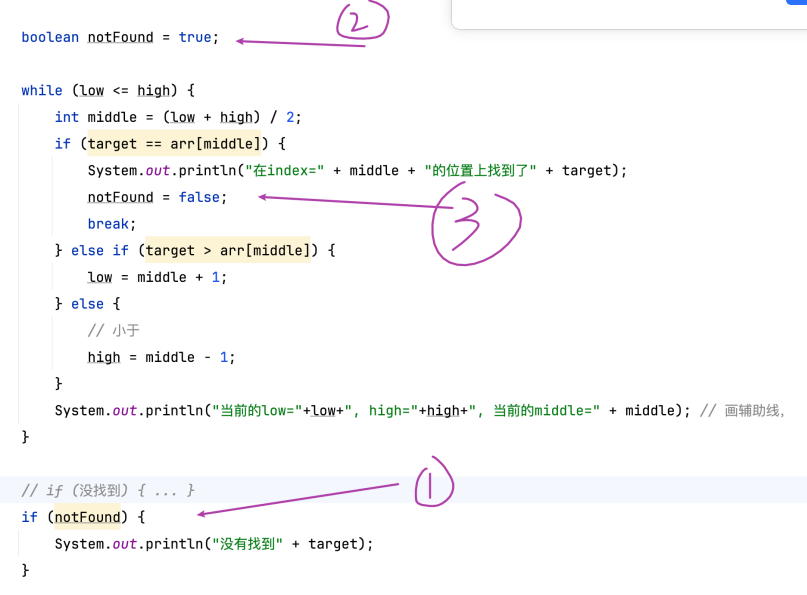 ②
boolean notFound = true;
while (low <= high) {
int middle = (low + high) / 2;
if (target == arr[middle]) {
System.out.println("在index=" + middle + "的位置上找到了" + target);
notFound = false;
③
break;
} else if (target > arr[middle]) {
low = middle + 1;
} else {
// 小于
high = middle - 1;
}
System.out.println("当前的low="+low+", high="+high+", 当前的middle=" + middle); // 画辅助线,
}
①
// if (没找到) { ... }
if (notFound) {
System.out.println("没有找到" + target);
}